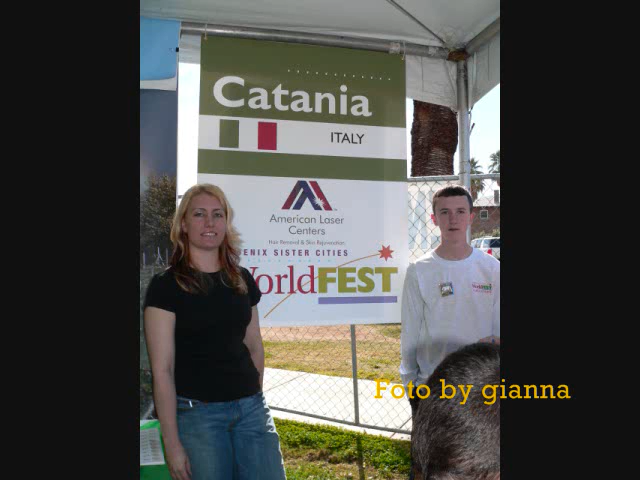 Catania
ITALY
American Laser
Centers
Hair Removal & Skin Rejuvenation
ENIX SISTER CITIES
WorldFEST
Foto by gianna